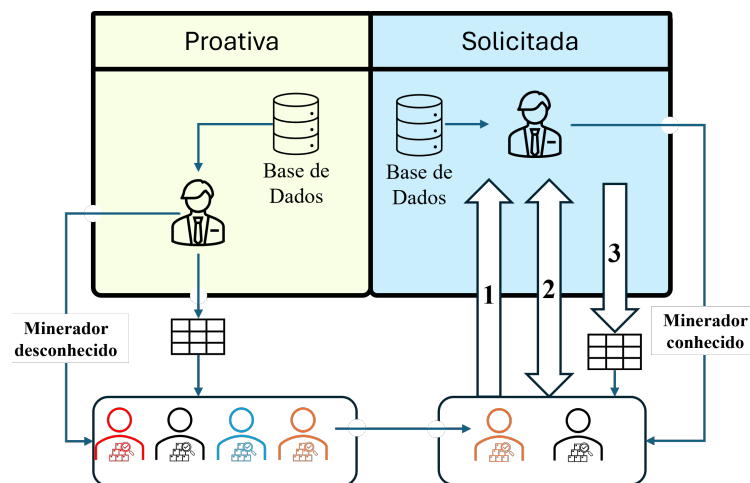 Proativa
Solicitada
Base de
Dados
Base de
Dados
1
2
3
Minerador
desconhecido
Minerador
conhecido